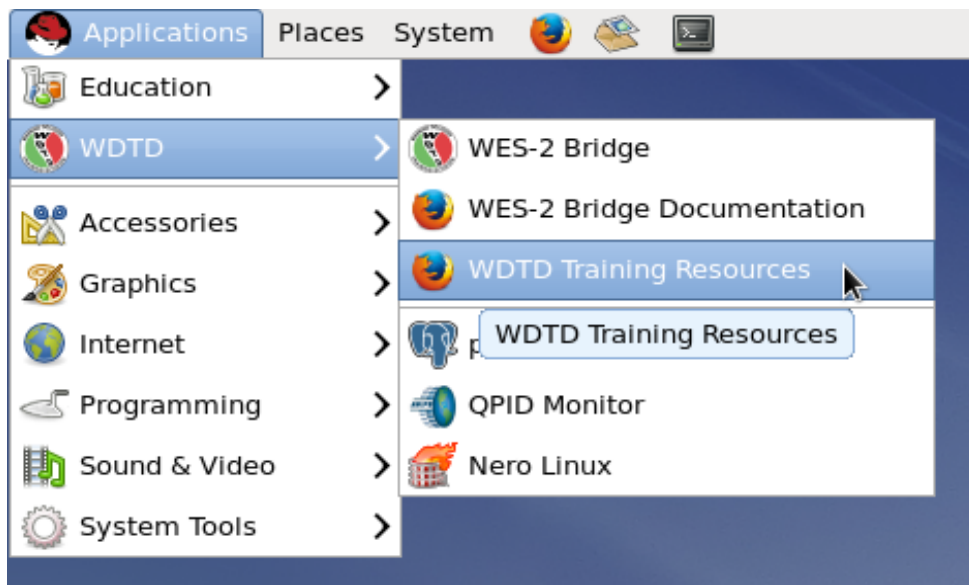 Applications Places System
Education
WDTD
Accessories
Graphics
Internet
Programming
Sound & Video
System Tools
WES-2 Bridge
WES-2 Bridge Documentation
WDTD Training Resources
WDTD Training Resources
QPID Monitor
Nero Linux